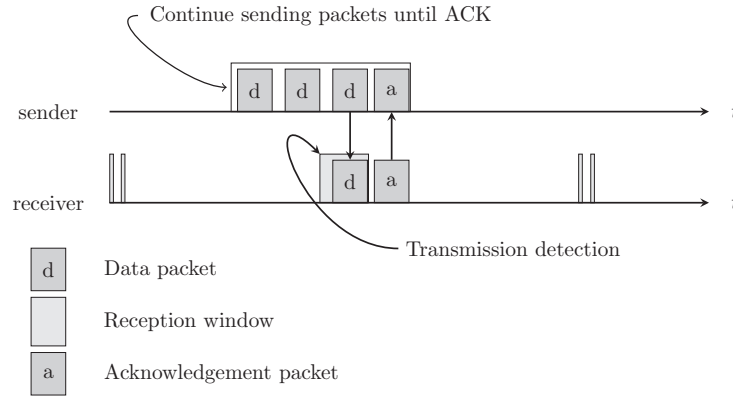 Continue sending packets until ACK
d d d a
sender
d a
receiver
Transmission detection
d Data packet
Reception window
a Acknowledgement packet